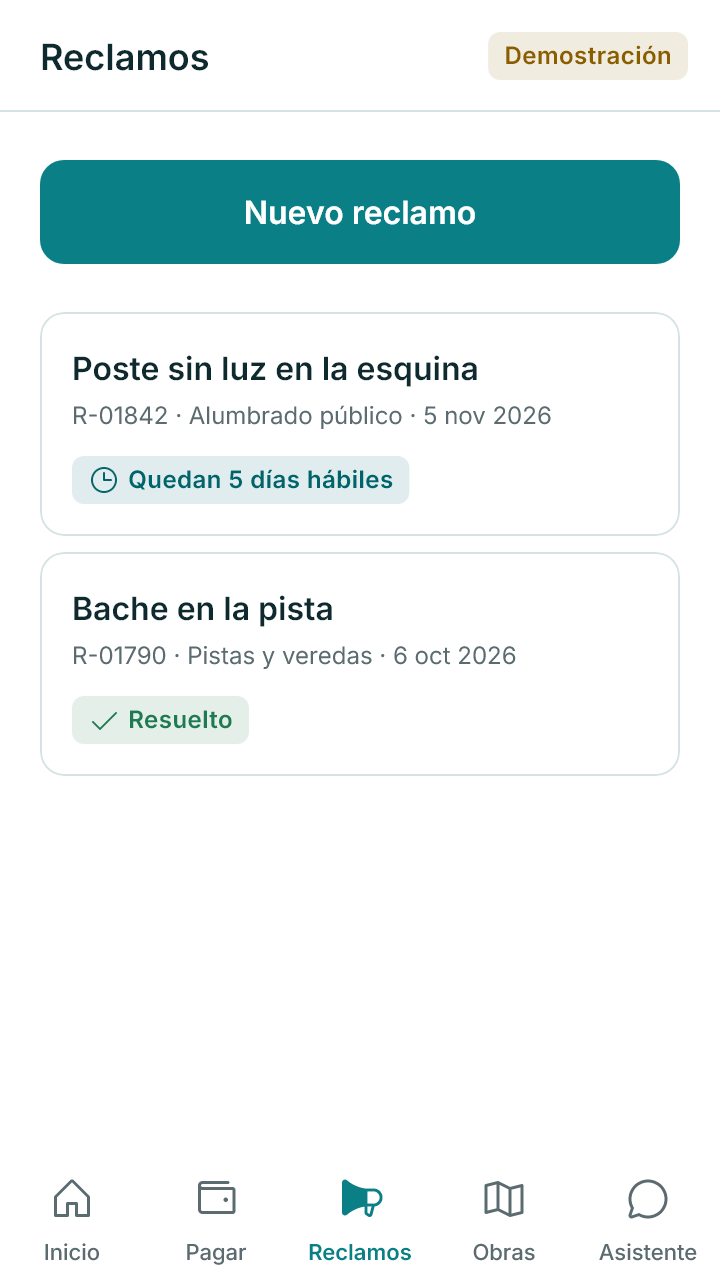 Reclamos
Demostración
Nuevo reclamo
Poste sin luz en la esquina
R-01842 · Alumbrado público · 5 nov 2026
Quedan 5 días hábiles
Bache en la pista
R-01790 · Pistas y veredas · 6 oct 2026
Resuelto
Inicio
Pagar
Reclamos
Obras
Asistente